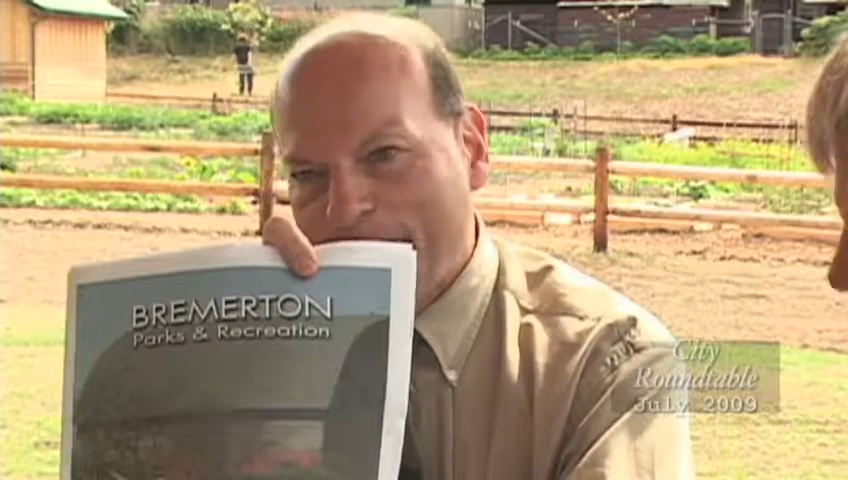 BREMERTON
Parks & Recreation
City
Roundtable
July 2009